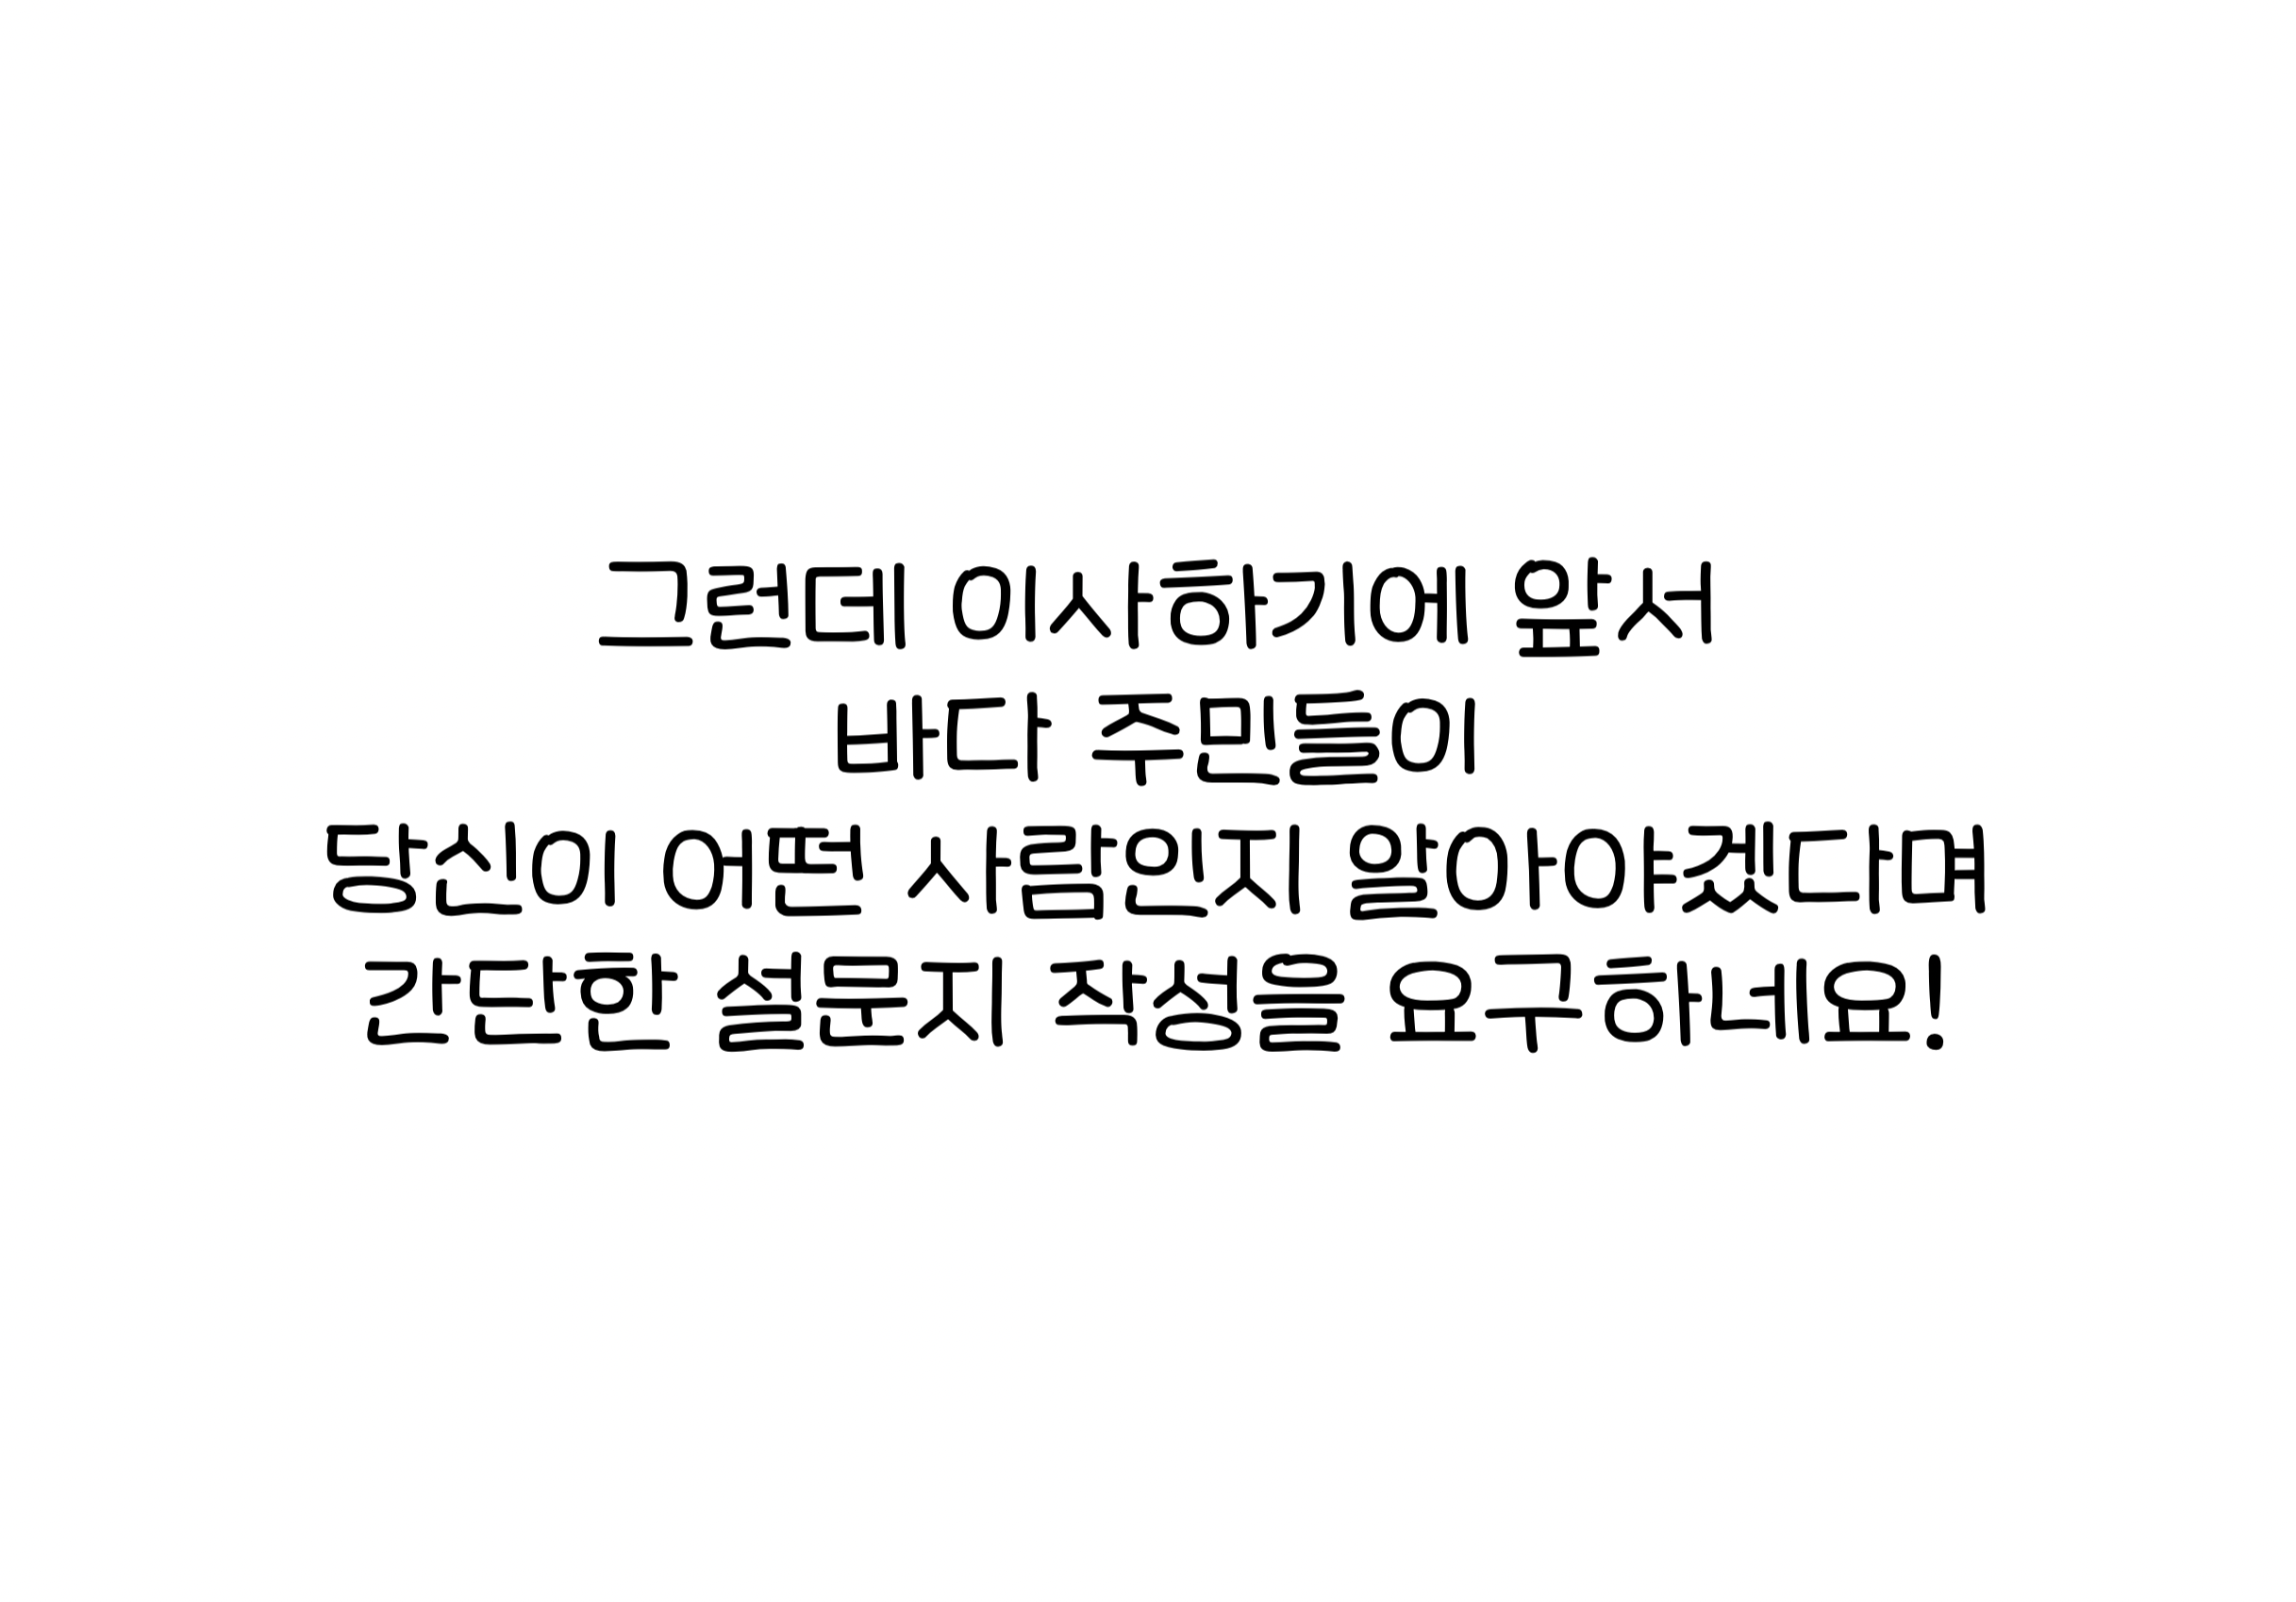 그런데 이사하기에 앞서
바다 주민들이
당신이 어떤 사람인지 알아야겠다며
간단한 설문지 작성을 요구하네요!